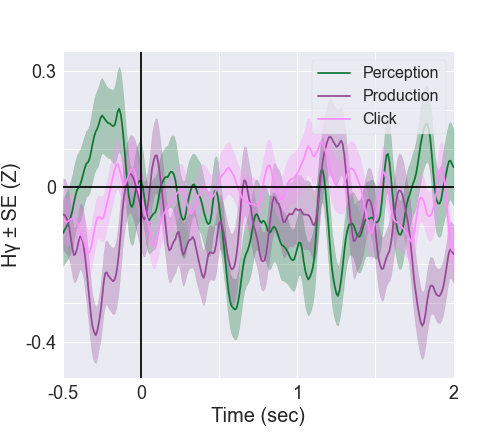 Perception
Production
Click
0.3
0
-0.4
Hγ ± SE (Z)
-0.5
0
1
2
Time (sec)